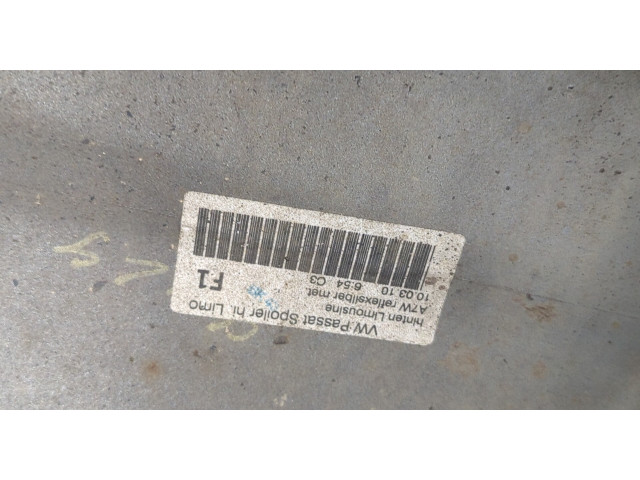 VW Passat Spoiler hi. Limo
hinten Limousine
A7W reflexsilber met
10.03.10 6:54 C3
F1